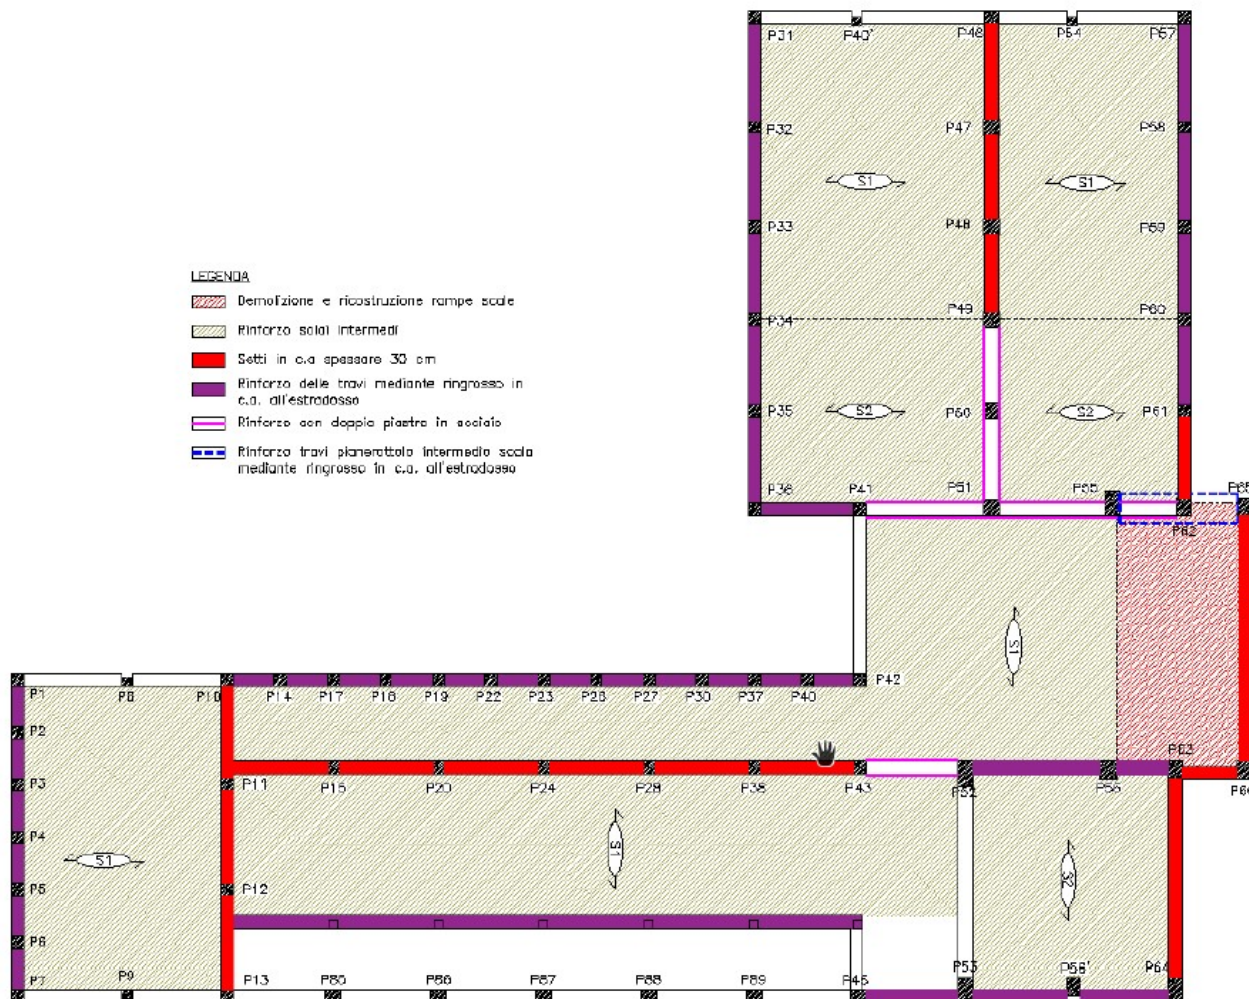 P31 P40' P46 P54 P57
P32 P47 P58
S1 S1
P33 P48 P59
LEGENDA
Demolizione e ricostruzione rampe scale
P34 P49 P60
Rinforzo solai intermedi
Setti in c.a spessore 30 cm
Rinforzo delle travi mediante ringrosso in
c.a. all'estradosso
P35 S2 P50 S2 P61
Rinforzo con doppia piastra in acciaio
Rinforzo travi pianerottolo intermedio scala
mediante ringrosso in c.a. all'estradosso
P36 P41 P51 P55 P65
P62
S1
P42
P1 P8 P10 P14 P17 P18 P19 P22 P23 P26 P27 P30 P37 P40
P2
P63
P3 P11 P15 P20 P24 P28 P38 P43 P52 P56 P66
P4
S1 S1 S2
P5 P12
P6
P7 P9 P13 P85 P86 P87 P88 P89 P45 P53 P56' P64